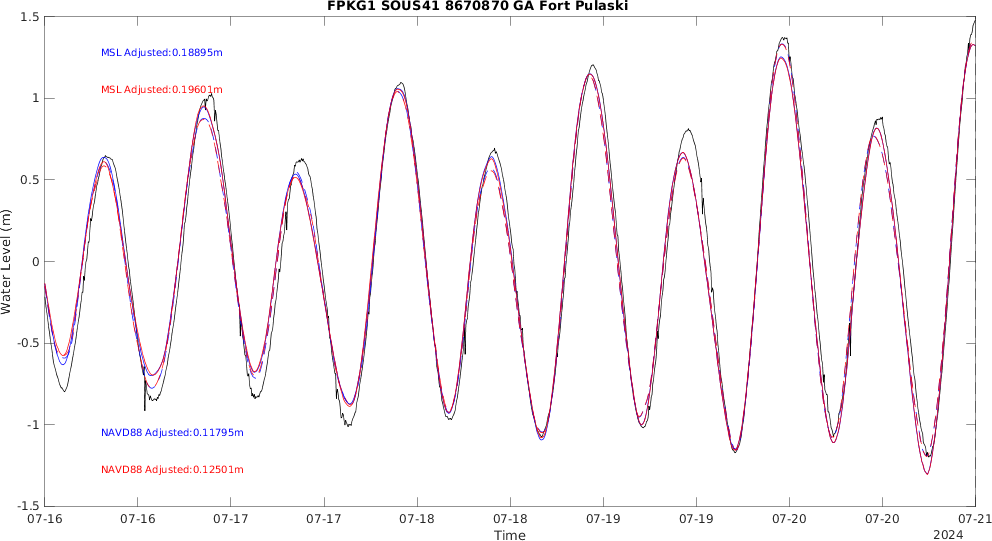 FPKG1 SOUS41 8670870 GA Fort Pulaski
1.5
MSL Adjusted:0.18895m
1
MSL Adjusted:0.19601m
0.5
Water Level (m)
0
-0.5
-1
NAVD88 Adjusted:0.11795m
NAVD88 Adjusted:0.12501m
-1.5
07-16 07-16 07-17 07-17 07-18 07-18 07-19 07-19 07-20 07-20 07-21
Time
2024